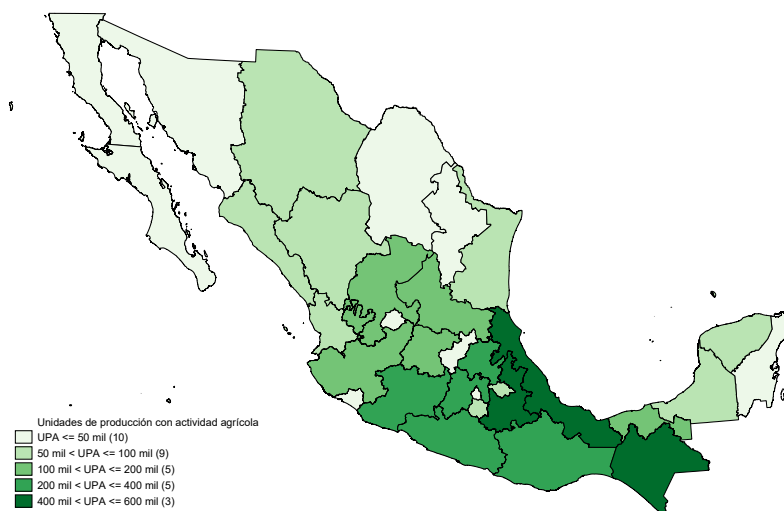 Unidades de producción con actividad agrícola
UPA <= 50 mil (10)
50 mil < UPA <= 100 mil (9)
100 mil < UPA <= 200 mil (5)
200 mil < UPA <= 400 mil (5)
400 mil < UPA <= 600 mil (3)